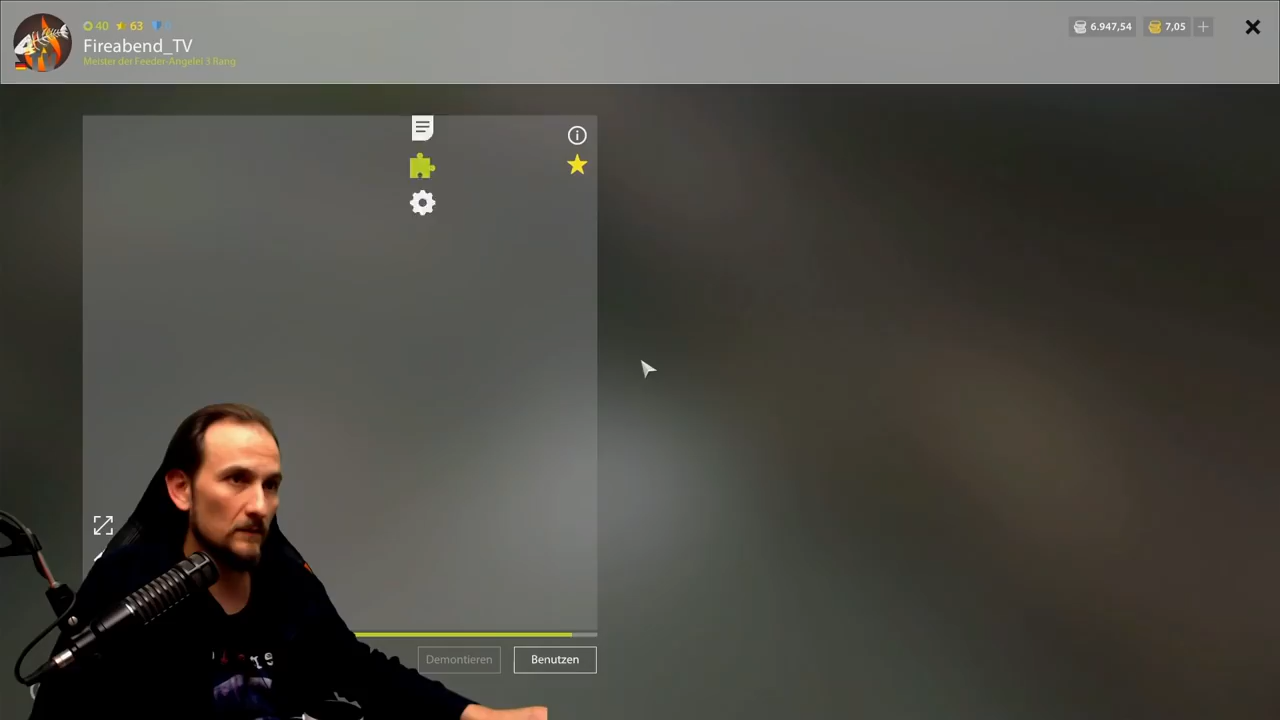 40 63
Fireabend_TV
Meister der Feeder-Angelei 3 Rang
6.947,54
7,05
Demontieren
Benutzen